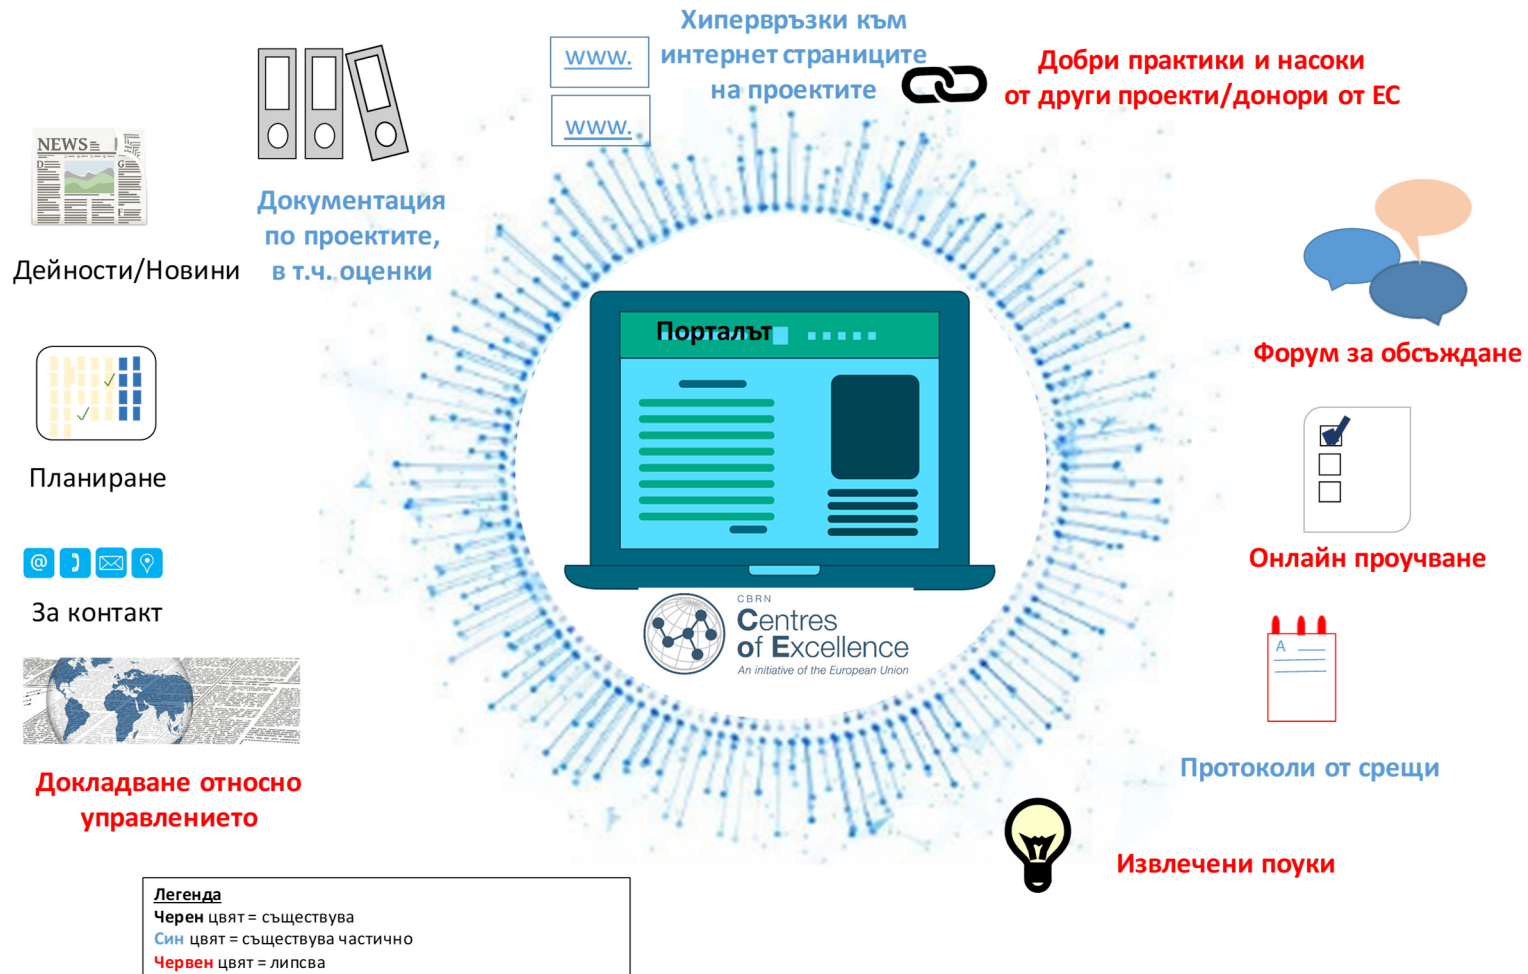 Хипервръзки към
интернет страниците
на проектите
www.
www.
Добри практики и насоки
от други проекти/донори от ЕС
NEWS
D
G
F
Дейности/Новини
Документация
по проектите,
в т.ч. оценки
Порталът
Форум за обсъждане
Планиране
Онлайн проучване
@
За контакт
CBRN
Centres
of Excellence
An initiative of the European Union
A
Протоколи от срещи
Докладване относно
управлението
Извлечени поуки
Легенда
Черен цвят = съществува
Син цвят = съществува частично
Червен цвят = липсва